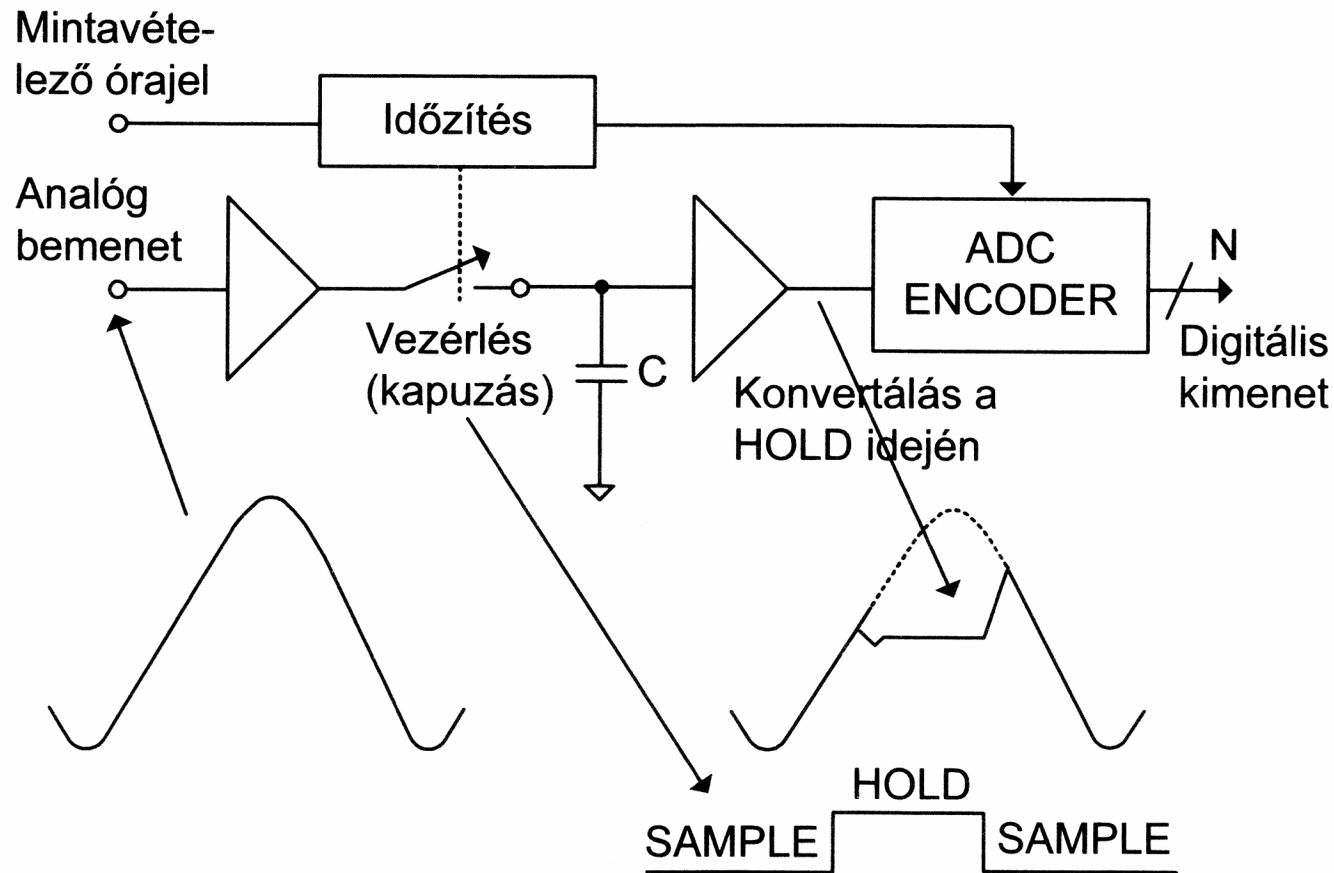 Mintavéte-
lező órajel
Időzítés
Analóg
bemenet
ADC
ENCODER
N
Digitális
kimenet
Vezérlés
(kapuzás)
C
Konvertálás a
HOLD idején
HOLD
SAMPLE
SAMPLE